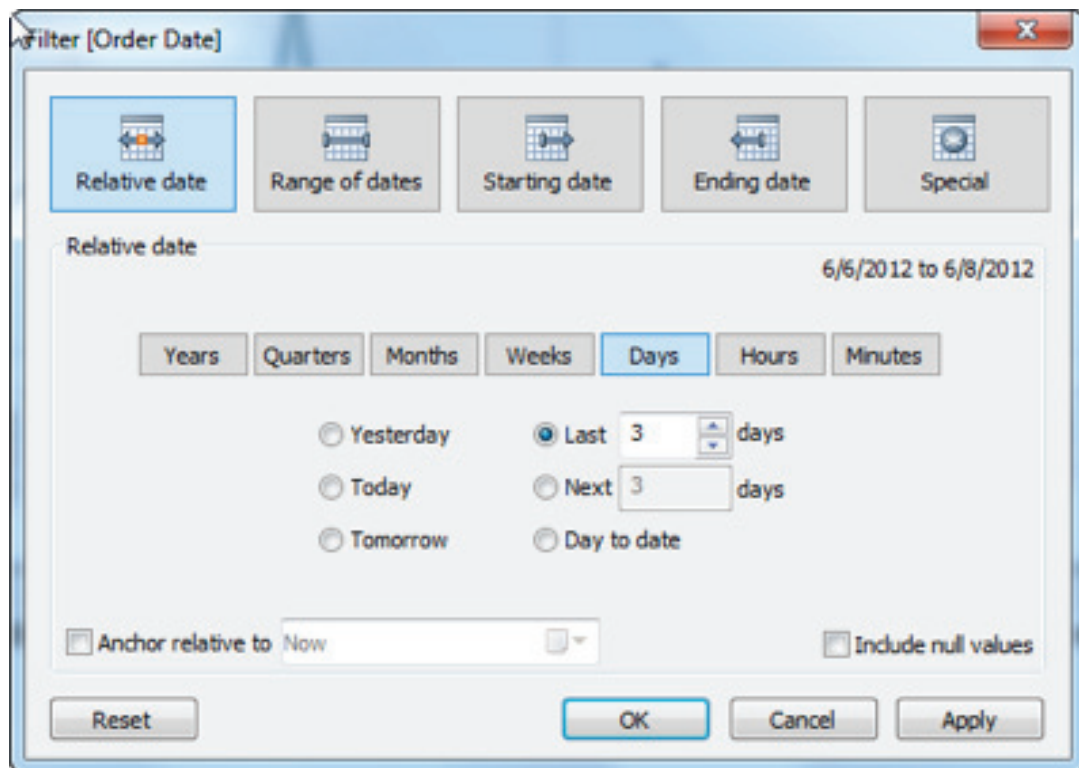 Filter [Order Date]
Relative date Range of dates Starting date Ending date Special
Relative date
6/6/2012 to 6/8/2012
Years Quarters Months Weeks Days Hours Minutes
Yesterday Last 3 days
Today Next 3 days
Tomorrow Day to date
Anchor relative to Now Include null values
Reset OK Cancel Apply